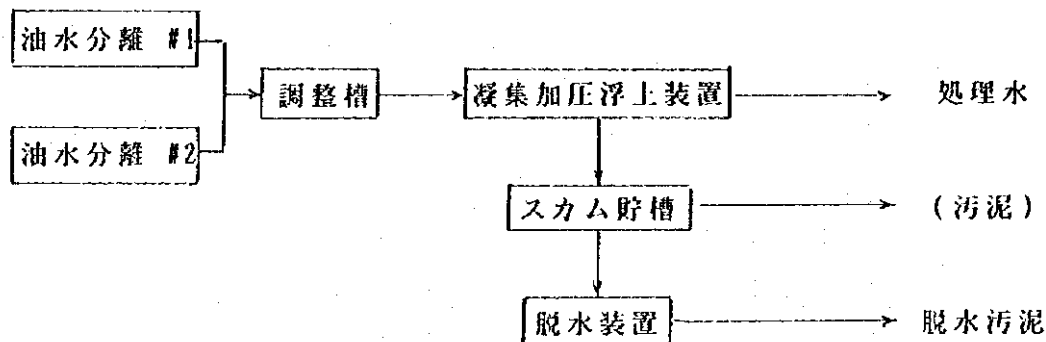 油水分離 #1
調整槽
凝集加圧浮上装置
処理水
油水分離 #2
スカム貯槽
(汚泥)
脱水装置
脱水汚泥